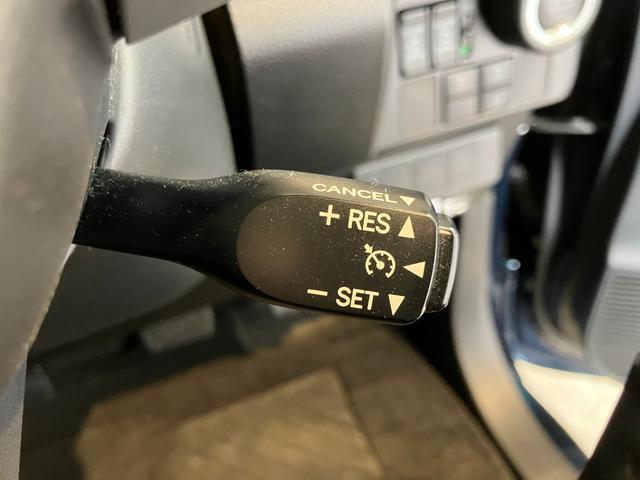 CANCEL▼
+ RES ▲
− SET ▼